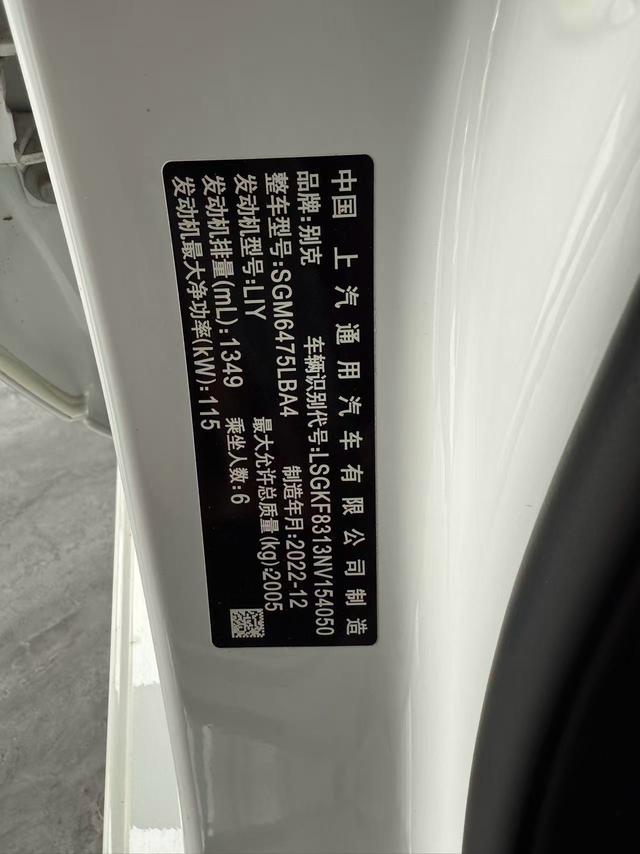 中国 上汽通用汽车有限公司制造
品牌:别克 车辆识别代号:LSGKF8313NV154050
整车型号:SGM6475LBA4 制造年月:2022-12
发动机型号:LIY 最大允许总质量(kg):2005
发动机排量(mL):1349 乘坐人数:6
发动机最大净功率(kW):115